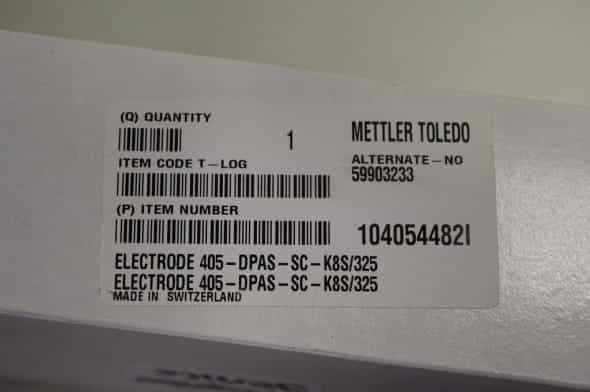 (Q) QUANTITY
1
METTLER TOLEDO
ITEM CODE T-LOG
ALTERNATE-NO
59903233
(P) ITEM NUMBER
104054482I
ELECTRODE 405-DPAS-SC-K8S/325
ELECTRODE 405-DPAS-SC-K8S/325
MADE IN SWITZERLAND